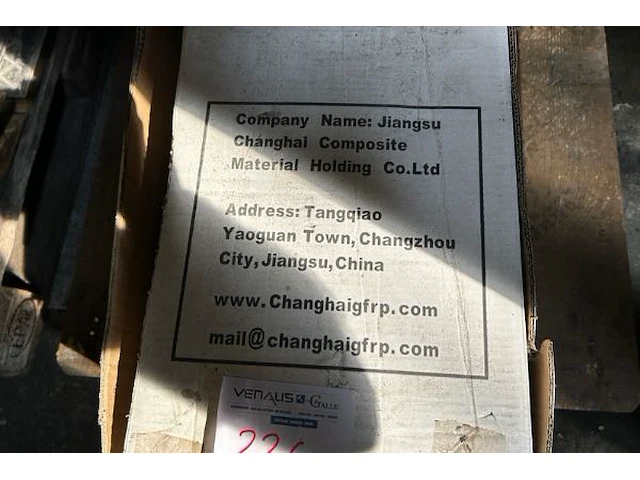 Company Name: Jiangsu
Changhai Composite
Material Holding Co.Ltd
Address: Tangqiao
Yaoguan Town,Changzhou
City,Jiangsu,China
www.Changhaigfrp.com
mail@changhaigfrp.com
VENALIS GALLE